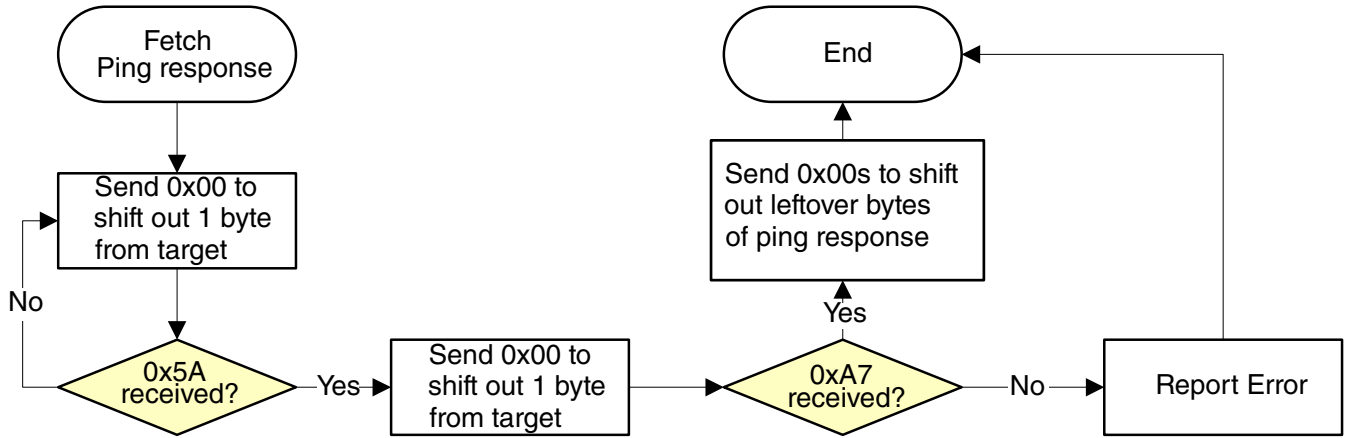 Fetch
Ping response
Send 0x00 to
shift out 1 byte
from target
No
0x5A
received?
Yes
Send 0x00 to
shift out 1 byte
from target
0xA7
received?
Yes
Send 0x00s to shift
out leftover bytes
of ping response
End
No
Report Error